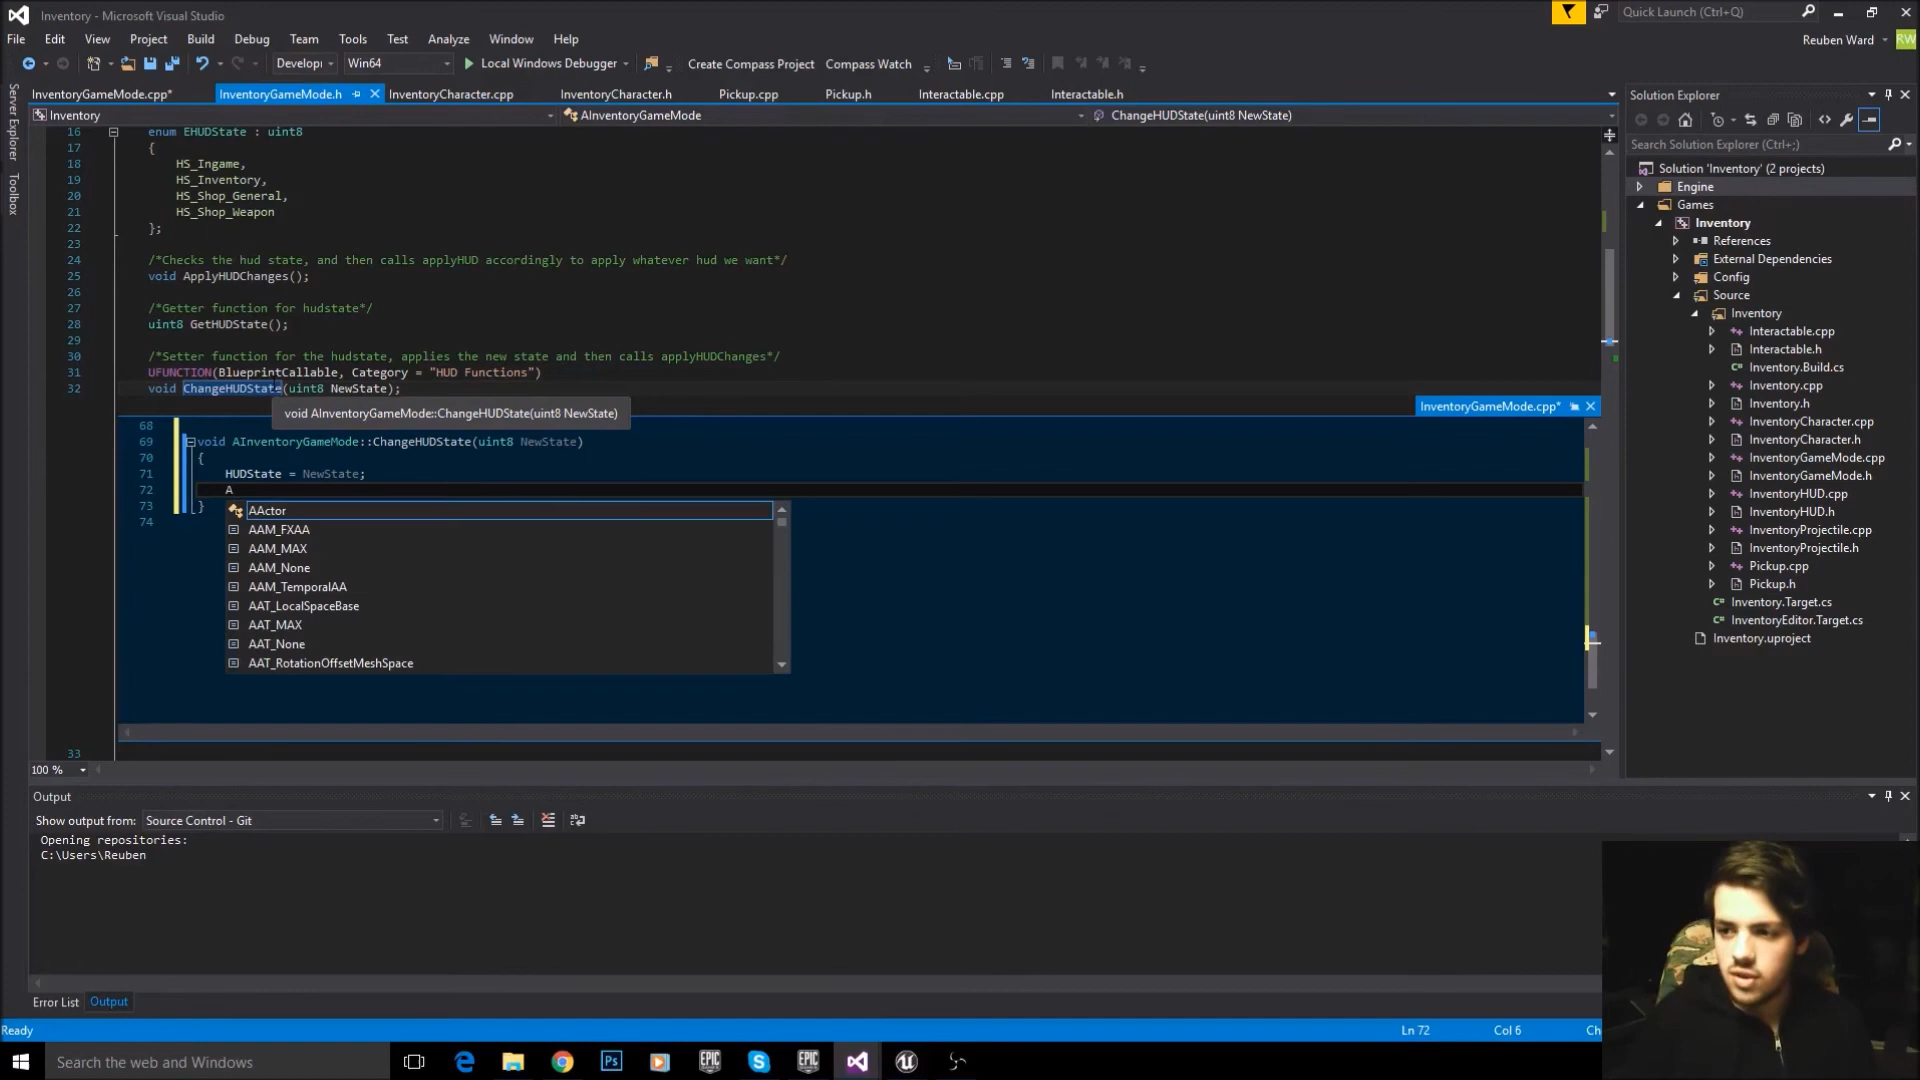 Inventory - Microsoft Visual Studio
Quick Launch (Ctrl+Q)
File Edit View Project Build Debug Team Tools Test Analyze Window Help
Reuben Ward RW
Develop Win64 Local Windows Debugger Create Compass Project Compass Watch
InventoryGameMode.cpp* InventoryGameMode.h InventoryCharacter.cpp InventoryCharacter.h Pickup.cpp Pickup.h Interactable.cpp Interactable.h
Inventory AInventoryGameMode ChangeHUDState(uint8 NewState)
Server Explorer
Toolbox
16 enum EHUDState : uint8
17 {
18 HS_Ingame,
19 HS_Inventory,
20 HS_Shop_General,
21 HS_Shop_Weapon
22 };
23
24 /*Checks the hud state, and then calls applyHUD accordingly to apply whatever hud we want*/
25 void ApplyHUDChanges();
26
27 /*Getter function for hudstate*/
28 uint8 GetHUDState();
29
30 /*Setter function for the hudstate, applies the new state and then calls applyHUDChanges*/
31 UFUNCTION(BlueprintCallable, Category = "HUD Functions")
32 void ChangeHUDState(uint8 NewState);
void AInventoryGameMode::ChangeHUDState(uint8 NewState)
InventoryGameMode.cpp*
68
69 void AInventoryGameMode::ChangeHUDState(uint8 NewState)
70 {
71 HUDState = NewState;
72 A
73 }
74
AActor
AAM_FXAA
AAM_MAX
AAM_None
AAM_TemporalAA
AAT_LocalSpaceBase
AAT_MAX
AAT_None
AAT_RotationOffsetMeshSpace
33
100 %
Output
Show output from: Source Control - Git
Opening repositories:
C:\Users\Reuben
Error List Output
Ready Ln 72 Col 6 Ch
Search the web and Windows
Ps EPIC EPIC
Solution Explorer
Search Solution Explorer (Ctrl+;)
Solution 'Inventory' (2 projects)
Engine
Games
Inventory
References
External Dependencies
Config
Source
Inventory
Interactable.cpp
Interactable.h
Inventory.Build.cs
Inventory.cpp
Inventory.h
InventoryCharacter.cpp
InventoryCharacter.h
InventoryGameMode.cpp
InventoryGameMode.h
InventoryHUD.cpp
InventoryHUD.h
InventoryProjectile.cpp
InventoryProjectile.h
Pickup.cpp
Pickup.h
Inventory.Target.cs
InventoryEditor.Target.cs
Inventory.uproject